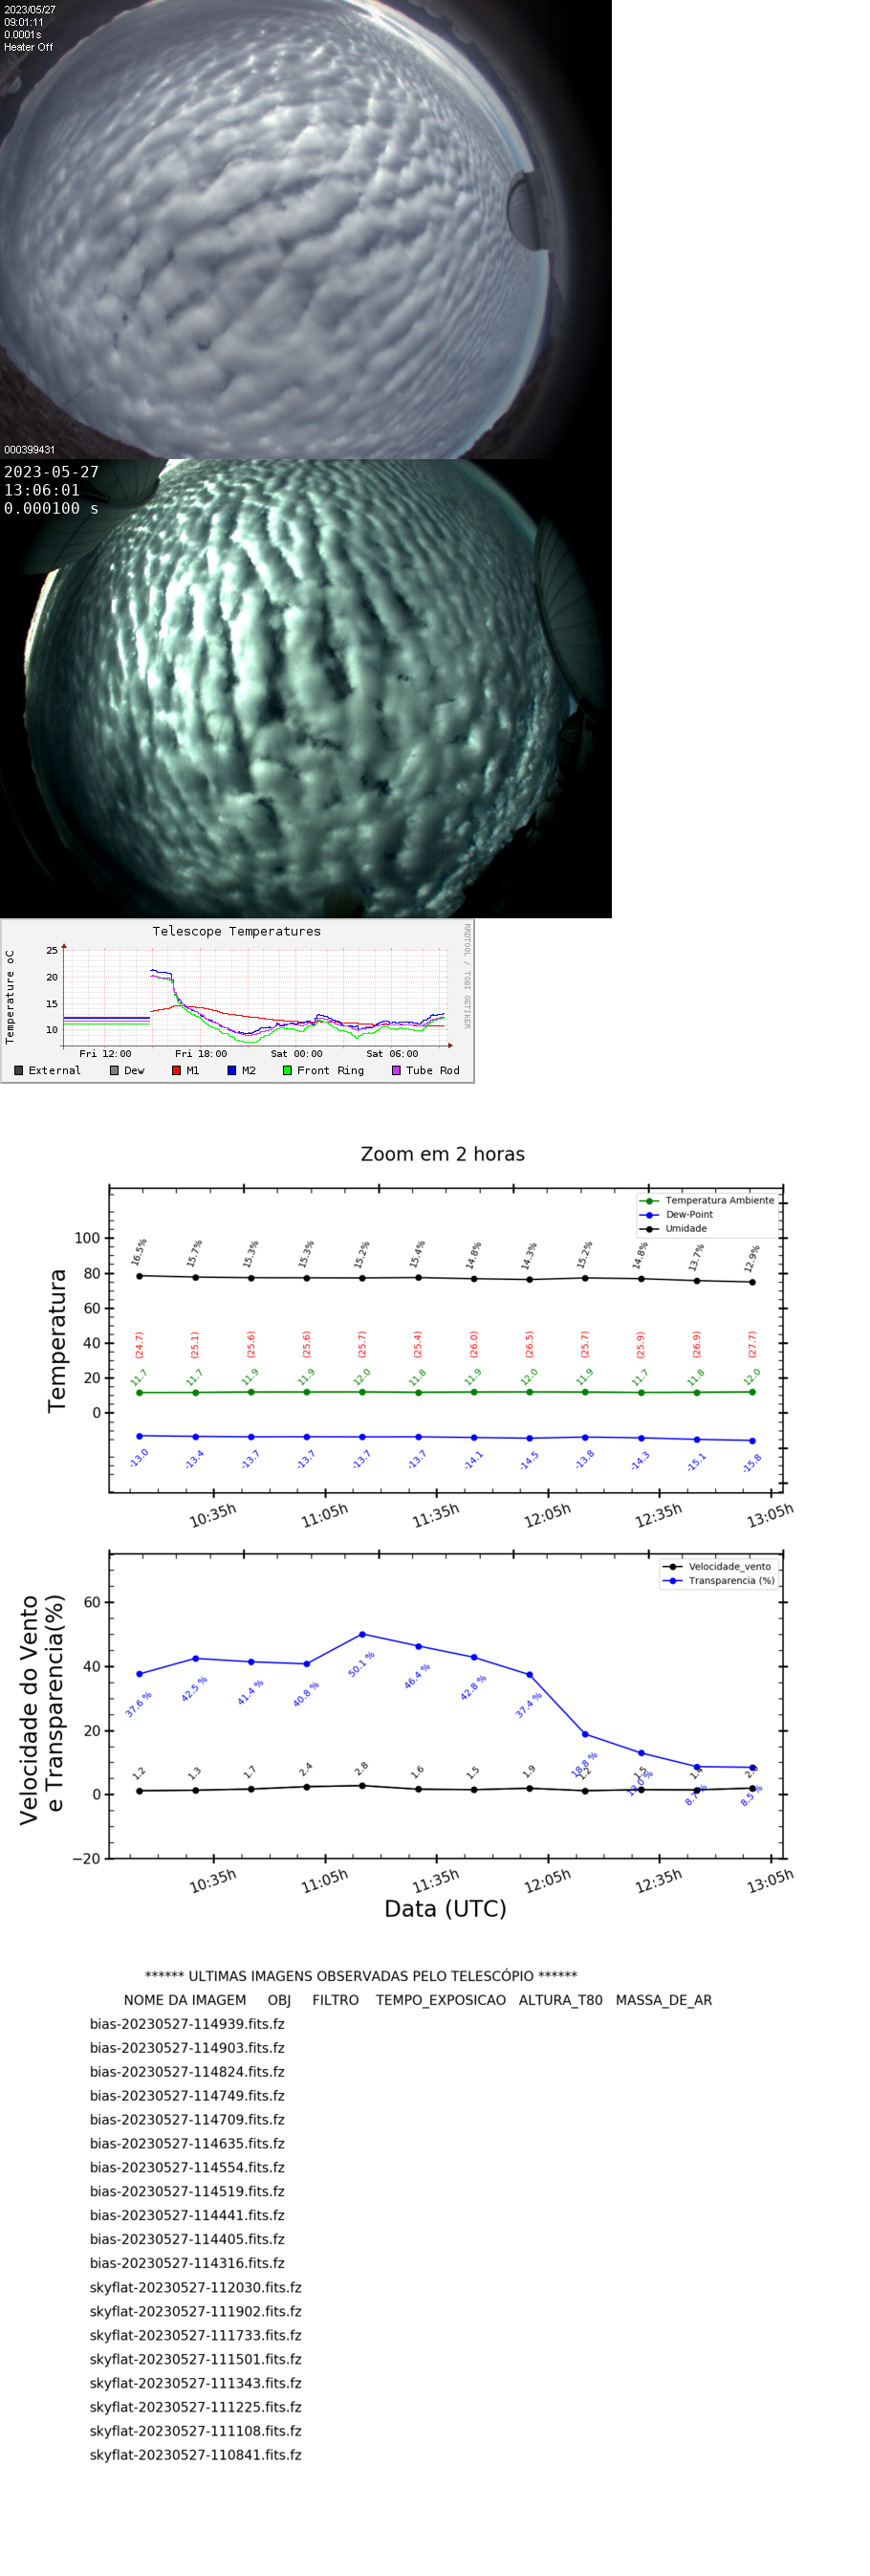 2023/05/27
09:01:11
0.0001s
Heater Off
000399431
2023-05-27
13:06:01
0.000100 s
Telescope Temperatures
RRDTOOL / TOBI OETIKER
Temperature oC
25
20
15
10
Fri 12:00 Fri 18:00 Sat 00:00 Sat 06:00
External Dew M1 M2 Front Ring Tube Rod
Zoom em 2 horas
Temperatura Ambiente
Dew-Point
Umidade
Temperatura
100
80
60
40
20
0
16.5% 15.7% 15.3% 15.3% 15.2% 15.4% 14.8% 14.3% 15.2% 14.8% 13.7% 12.9%
(24.7) (25.1) (25.6) (25.6) (25.7) (25.4) (26.0) (26.5) (25.7) (25.9) (26.9) (27.7)
11.7 11.7 11.9 11.9 12.0 11.8 11.9 12.0 11.9 11.7 11.8 12.0
-13.0 -13.4 -13.7 -13.7 -13.7 -13.7 -14.1 -14.5 -13.8 -14.3 -15.1 -15.8
10:35h 11:05h 11:35h 12:05h 12:35h 13:05h
Velocidade_vento
Transparencia (%)
Velocidade do Vento
e Transparencia(%)
60
40
20
0
−20
37.6 % 42.5 % 41.4 % 40.8 % 50.1 % 46.4 % 42.8 % 37.4 % 18.8 % 13.0 % 8.7 % 8.5 %
1.2 1.3 1.7 2.4 2.8 1.6 1.5 1.9 1.2 1.5 1.4
10:35h 11:05h 11:35h 12:05h 12:35h 13:05h
Data (UTC)
****** ULTIMAS IMAGENS OBSERVADAS PELO TELESCÓPIO ******
NOME DA IMAGEM OBJ FILTRO TEMPO_EXPOSICAO ALTURA_T80 MASSA_DE_AR
bias-20230527-114939.fits.fz
bias-20230527-114903.fits.fz
bias-20230527-114824.fits.fz
bias-20230527-114749.fits.fz
bias-20230527-114709.fits.fz
bias-20230527-114635.fits.fz
bias-20230527-114554.fits.fz
bias-20230527-114519.fits.fz
bias-20230527-114441.fits.fz
bias-20230527-114405.fits.fz
bias-20230527-114316.fits.fz
skyflat-20230527-112030.fits.fz
skyflat-20230527-111902.fits.fz
skyflat-20230527-111733.fits.fz
skyflat-20230527-111501.fits.fz
skyflat-20230527-111343.fits.fz
skyflat-20230527-111225.fits.fz
skyflat-20230527-111108.fits.fz
skyflat-20230527-110841.fits.fz